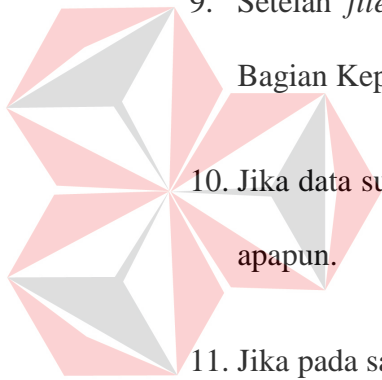 9. Setelah file
Bagian Kep
10. Jika data su
apapun.
11. Jika pada sa